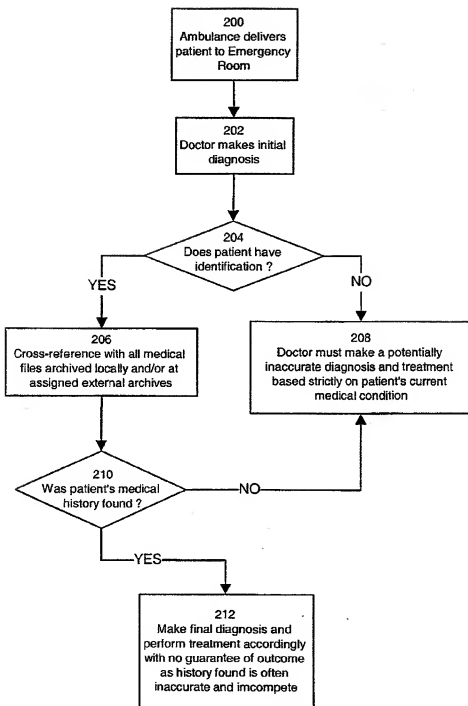 200
Ambulance delivers
patient to Emergency
Room
202
Doctor makes initial
diagnosis
204
Does patient have
identification ?
YES
NO
206
Cross-reference with all medical
files archived locally and/or at
assigned external archives
208
Doctor must make a potentially
inaccurate diagnosis and treatment
based strictly on patient's current
medical condition
210
Was patient's medical
history found ?
NO
YES
212
Make final diagnosis and
perform treatment accordingly
with no guarantee of outcome
as history found is often
inaccurate and imcompete